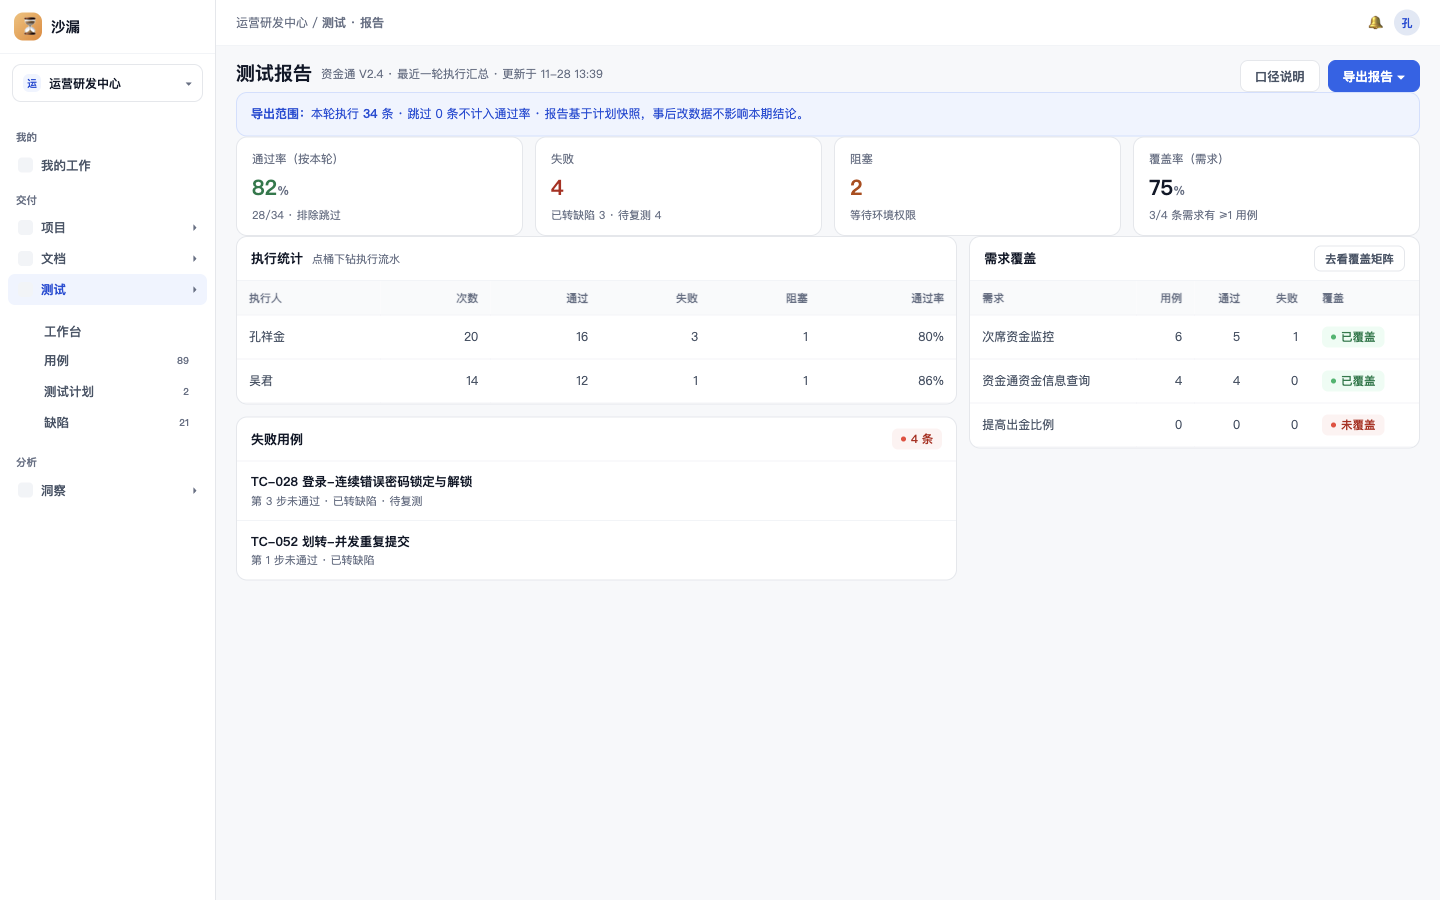 沙漏
运 运营研发中心
我的
我的工作
交付
项目
文档
测试
工作台
用例 89
测试计划 2
缺陷 21
分析
洞察
运营研发中心 / 测试 · 报告
孔
测试报告 资金通 V2.4 · 最近一轮执行汇总 · 更新于 11-28 13:39
口径说明
导出报告
导出范围：本轮执行 34 条 · 跳过 0 条不计入通过率 · 报告基于计划快照，事后改数据不影响本期结论。
通过率（按本轮）
82%
28/34 · 排除跳过
失败
4
已转缺陷 3 · 待复测 4
阻塞
2
等待环境权限
覆盖率（需求）
75%
3/4 条需求有 ≥1 用例
执行统计 点桶下钻执行流水
执行人 次数 通过 失败 阻塞 通过率
孔祥金 20 16 3 1 80%
吴君 14 12 1 1 86%
失败用例 4 条
TC-028 登录-连续错误密码锁定与解锁
第 3 步未通过 · 已转缺陷 · 待复测
TC-052 划转-并发重复提交
第 1 步未通过 · 已转缺陷
需求覆盖 去看覆盖矩阵
需求 用例 通过 失败 覆盖
次席资金监控 6 5 1 已覆盖
资金通资金信息查询 4 4 0 已覆盖
提高出金比例 0 0 0 未覆盖